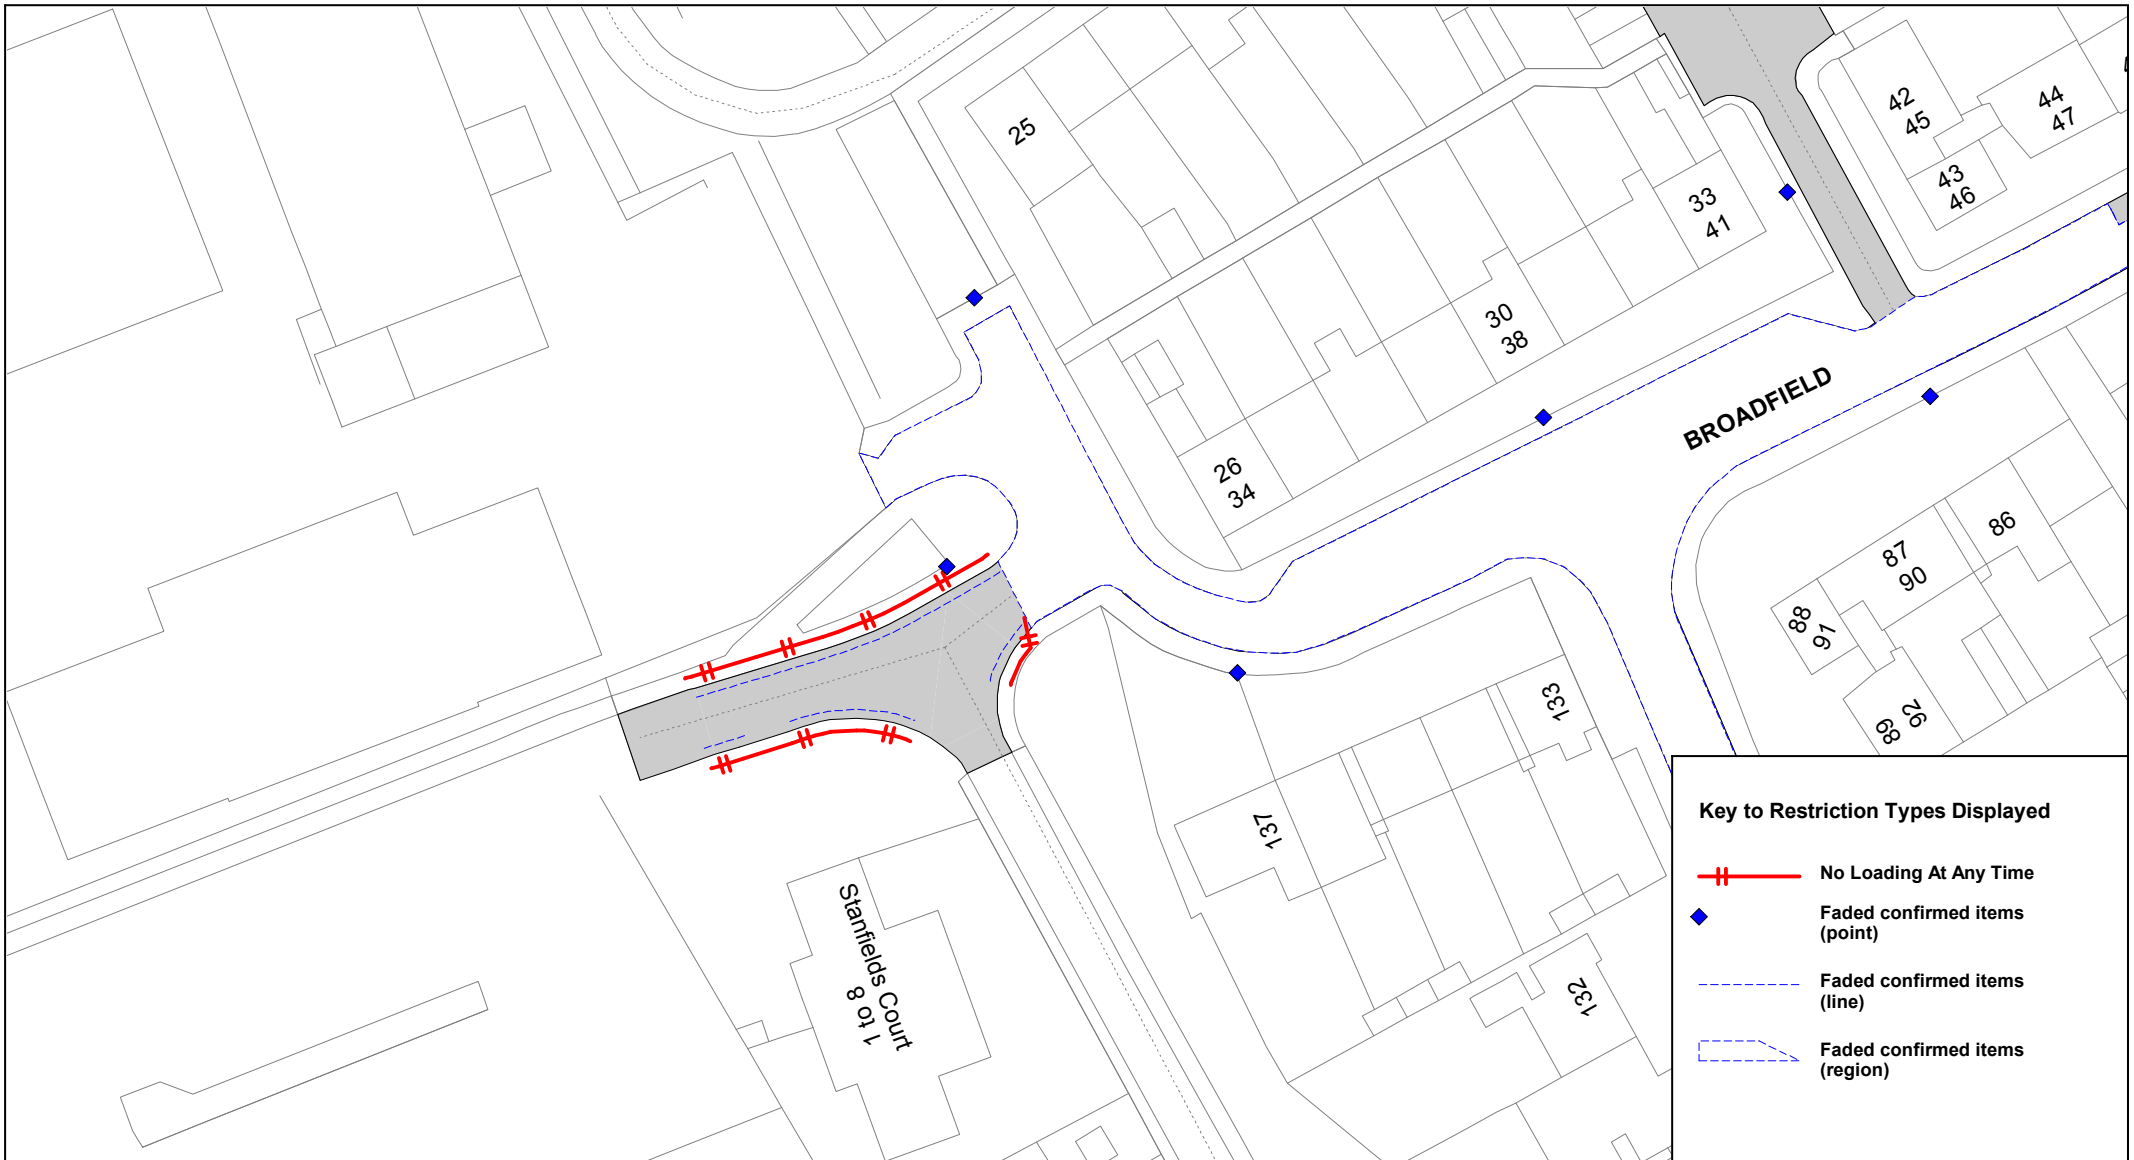 25
42
45
44
47
43
46
33
41
30
38
BROADFIELD
26
34
86
87
90
88
91
89
92
133
137
132
Stanfields Court
1 to 8
Key to Restriction Types Displayed
No Loading At Any Time
Faded confirmed items
(point)
Faded confirmed items
(line)
Faded confirmed items
(region)